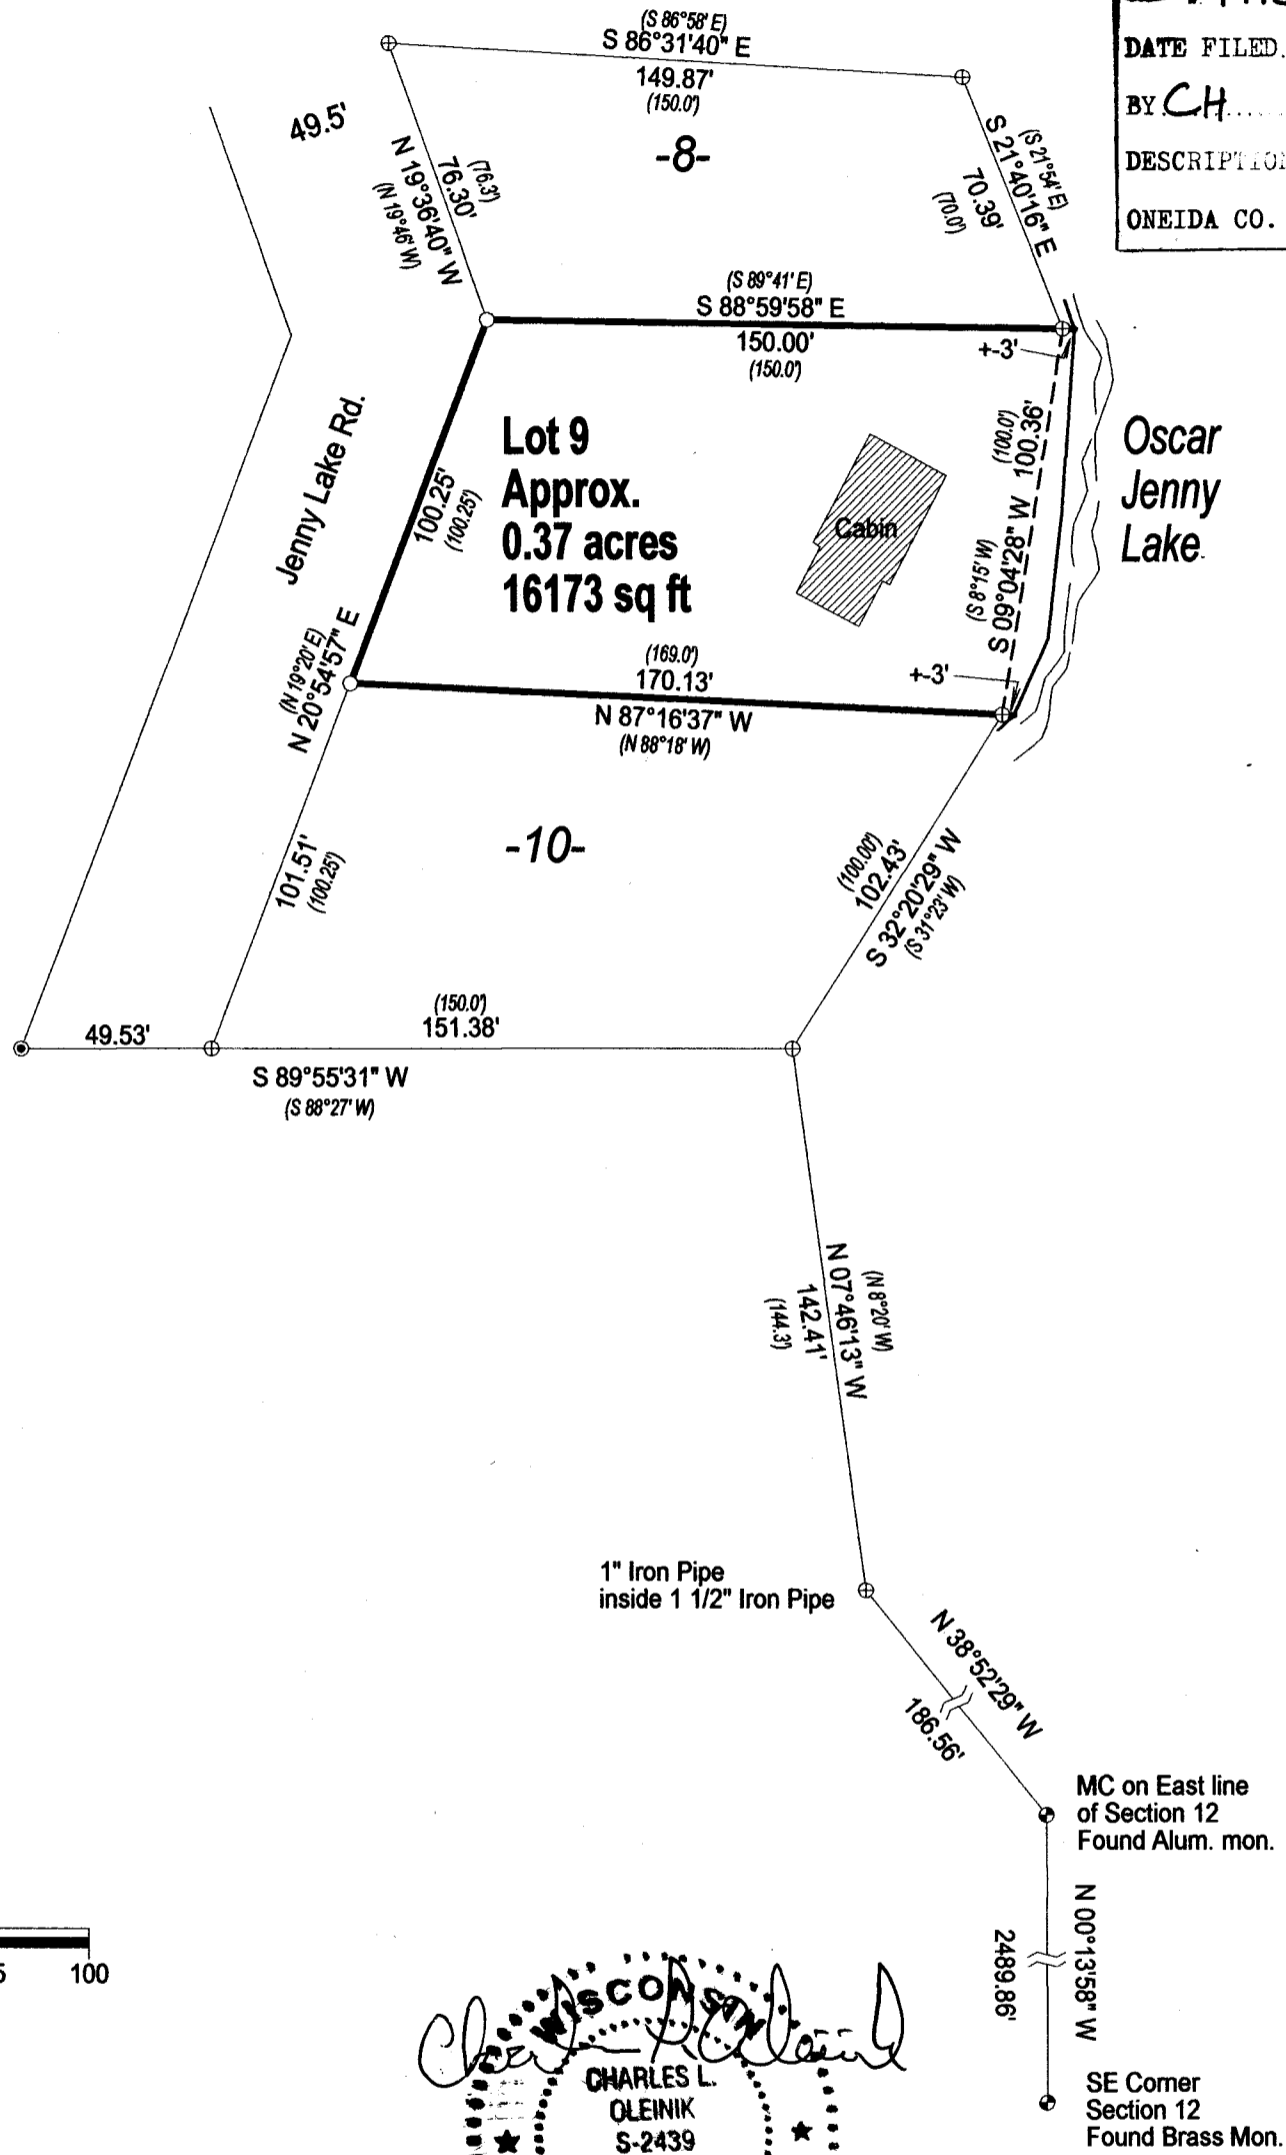 DATE FILED.
BY CH
DESCRIPTION
ONEIDA CO.
(S 86°58' E)
S 86°31'40" E
149.87'
(150.0')
-8-
49.5'
(76.3')
76.30'
N 19°36'40" W
(N 19°46' W)
(S 21°54' E)
S 21°40'16" E
70.39'
(70.0')
(S 89°41' E)
S 88°59'58" E
150.00'
(150.0')
+-3'
Jenny Lake Rd.
100.25'
(100.25')
Lot 9
Approx.
0.37 acres
16173 sq ft
Cabin
(100.0')
100.36'
(S 8°15' W)
S 09°04'28" W
Oscar
Jenny
Lake
(N 19°20' E)
N 20°54'57" E
(169.0')
170.13'
+-3'
N 87°16'37" W
(N 88°18' W)
-10-
101.51'
(100.25')
(100.00')
102.43'
S 32°20'29" W
(S 31°23' W)
49.53'
(150.0')
151.38'
S 89°55'31" W
(S 88°27' W)
(N 8°20' W)
N 07°46'13" W
142.41'
(144.3')
1" Iron Pipe
inside 1 1/2" Iron Pipe
N 38°52'29" W
186.56'
MC on East line
of Section 12
Found Alum. mon.
N 00°13'58" W
2489.86'
100
WISCONSIN
CHARLES L.
OLEINIK
S-2439
SE Corner
Section 12
Found Brass Mon.